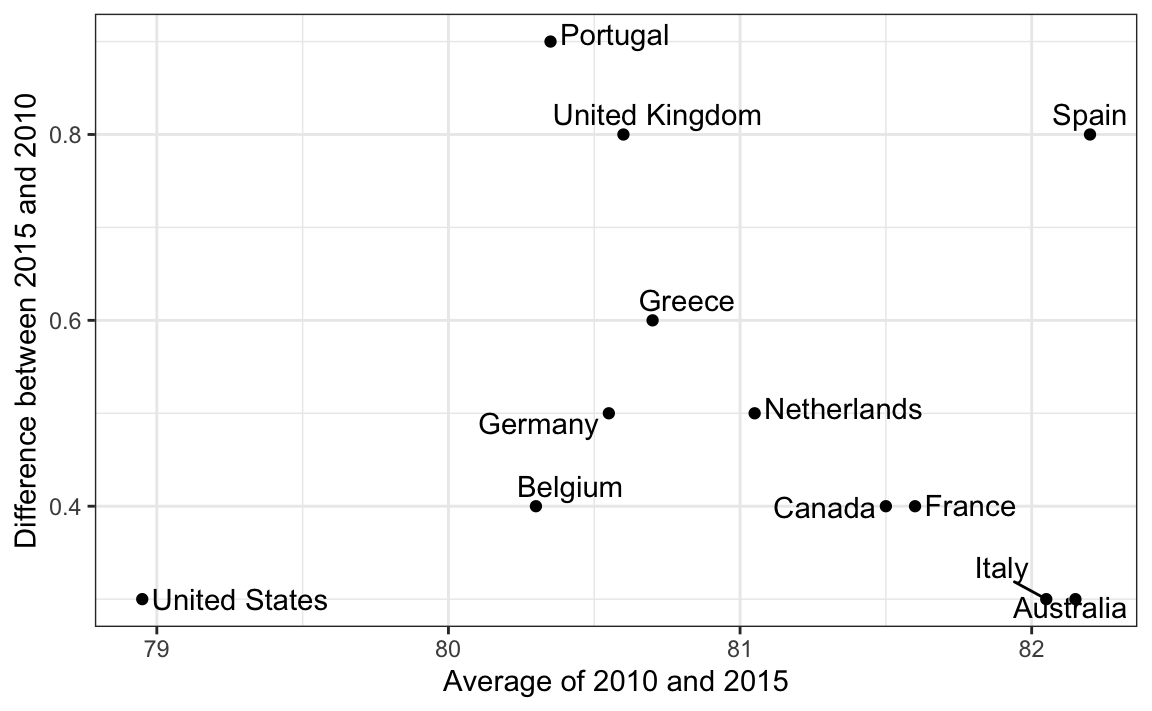 Portugal
United Kingdom
Spain
0.8
Greece
0.6
Netherlands
Germany
Belgium
Canada
France
0.4
Italy
United States
Australia
79
80
81
82
Average of 2010 and 2015
Difference between 2015 and 2010